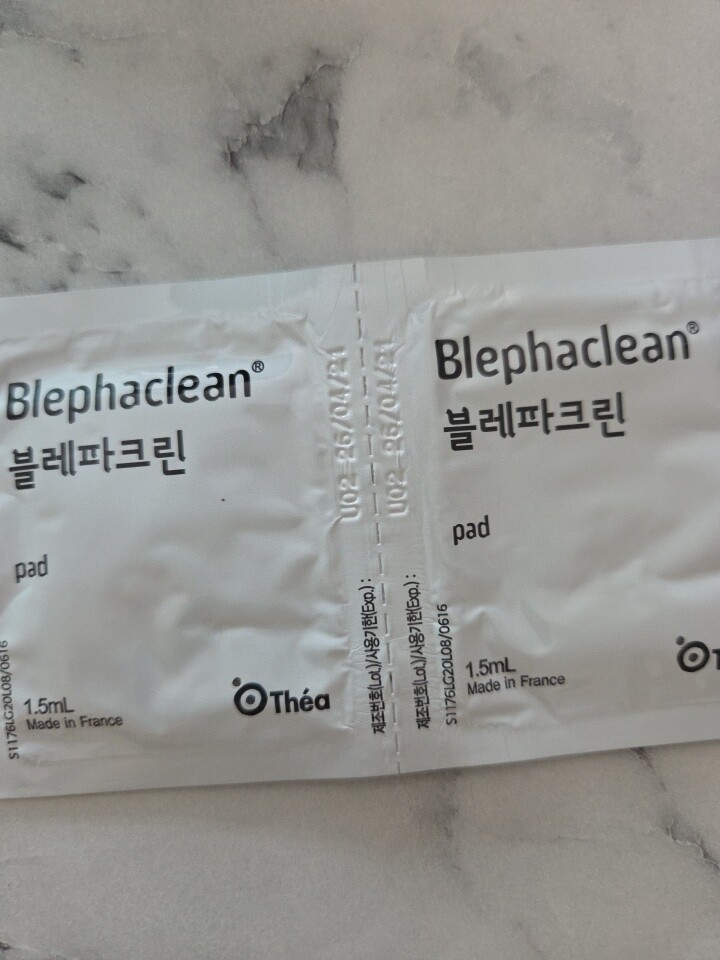 Blephaclean®
블레파크린
pad
1.5mL
Made in France
S1176LG20L08/0616
Théa
제조번호(Lot.)/사용기한(Exp.) :
U02 26/04/21
Blephaclean®
블레파크린
pad
1.5mL
Made in France
S1176LG20L08/0616
제조번호(Lot.)/사용기한(Exp.) :
U02 26/04/21
T